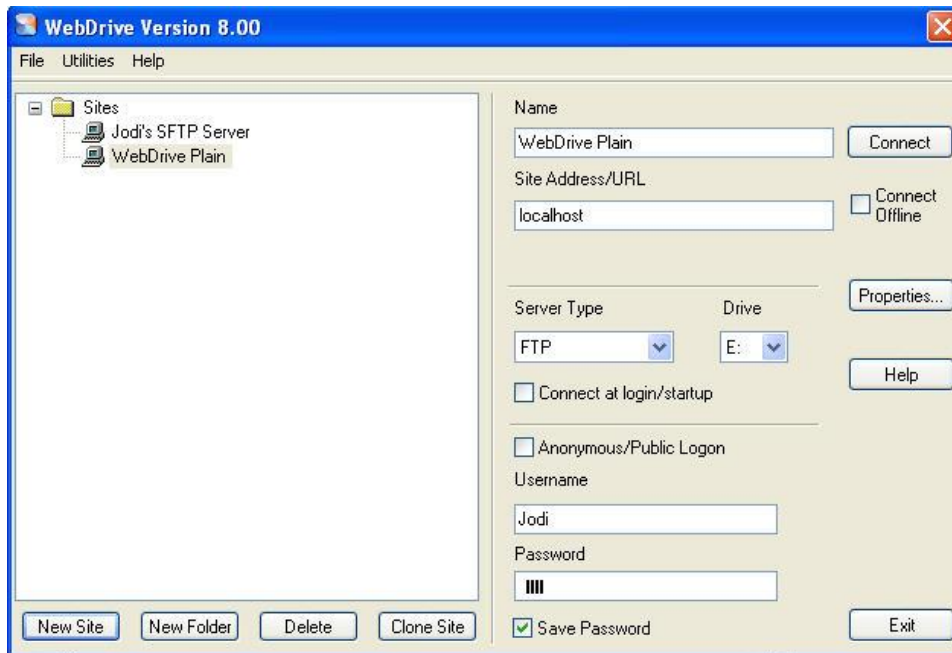 WebDrive Version 8.00
File Utilities Help
Sites
Jodi's SFTP Server
WebDrive Plain
New Site New Folder Delete Clone Site
Name
WebDrive Plain
Connect
Site Address/URL
localhost
Connect
Offline
Properties...
Server Type Drive
FTP E:
Help
Connect at login/startup
Anonymous/Public Logon
Username
Jodi
Password
Save Password
Exit